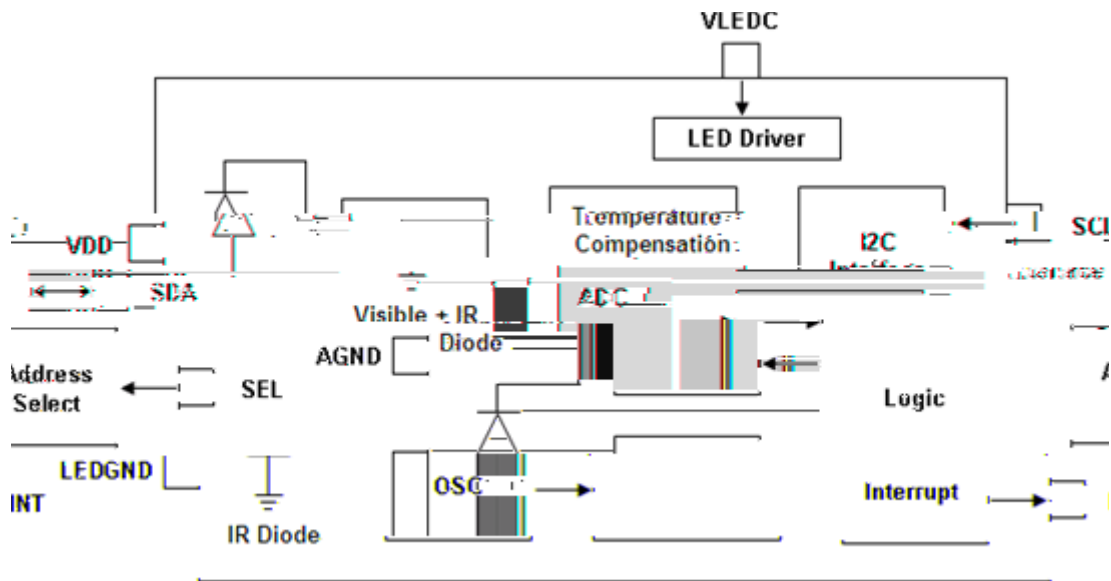 VLEDC
LED Driver
Temperature
Compensation
VDD
I2C
SCL
SDA
ADC
Visible + IR
Diode
AGND
Address
Select
SEL
Logic
LEDGND
OSC
Interrupt
INT
IR Diode